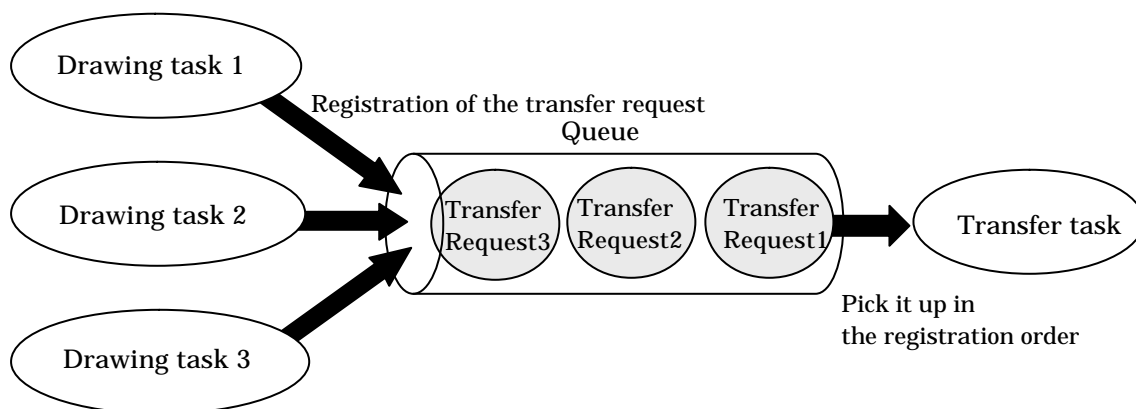 Drawing task 1
Registration of the transfer request
Queue
Drawing task 2
Transfer
Request3
Transfer
Request2
Transfer
Request1
Transfer task
Pick it up in
the registration order
Drawing task 3